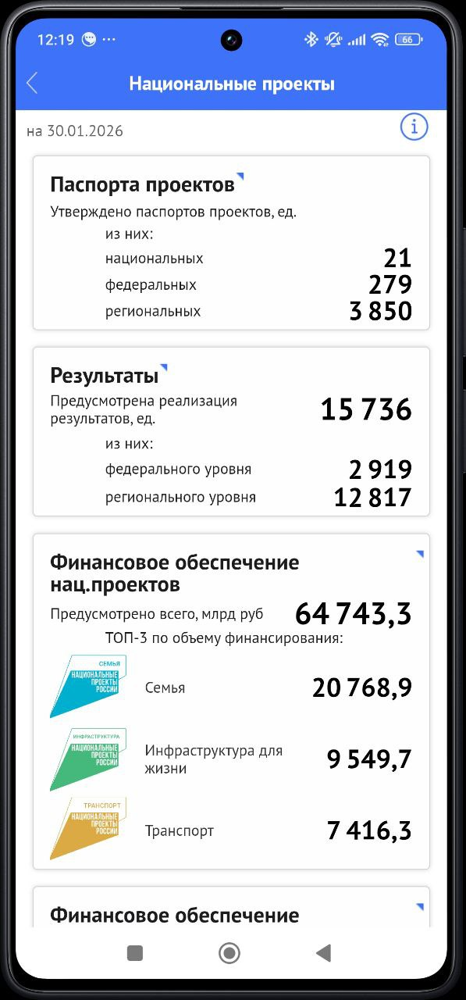 12:19
66
Национальные проекты
на 30.01.2026
Паспорта проектов
Утверждено паспортов проектов, ед.
из них:
национальных 21
федеральных 279
региональных 3 850
Результаты
Предусмотрена реализация
результатов, ед. 15 736
из них:
федерального уровня 2 919
регионального уровня 12 817
Финансовое обеспечение
нац.проектов
Предусмотрено всего, млрд руб 64 743,3
ТОП-3 по объему финансирования:
СЕМЬЯ
НАЦИОНАЛЬНЫЕ
ПРОЕКТЫ
РОССИИ
Семья 20 768,9
ИНФРАСТРУКТУРА
НАЦИОНАЛЬНЫЕ
ПРОЕКТЫ
РОССИИ
Инфраструктура для
жизни 9 549,7
ТРАНСПОРТ
НАЦИОНАЛЬНЫЕ
ПРОЕКТЫ
РОССИИ
Транспорт 7 416,3
Финансовое обеспечение